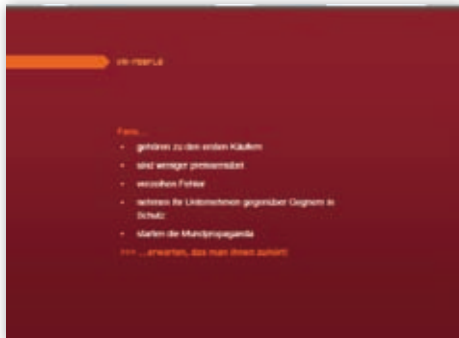 Fans...
gehören zu den ersten Käufern
sind weniger preissensibel
verzeihen Fehler
nehmen Ihr Unternehmen gegenüber Gegnern in
Schutz
starten die Mundpropaganda
>>> ...erwarten, das man ihnen zuhört!